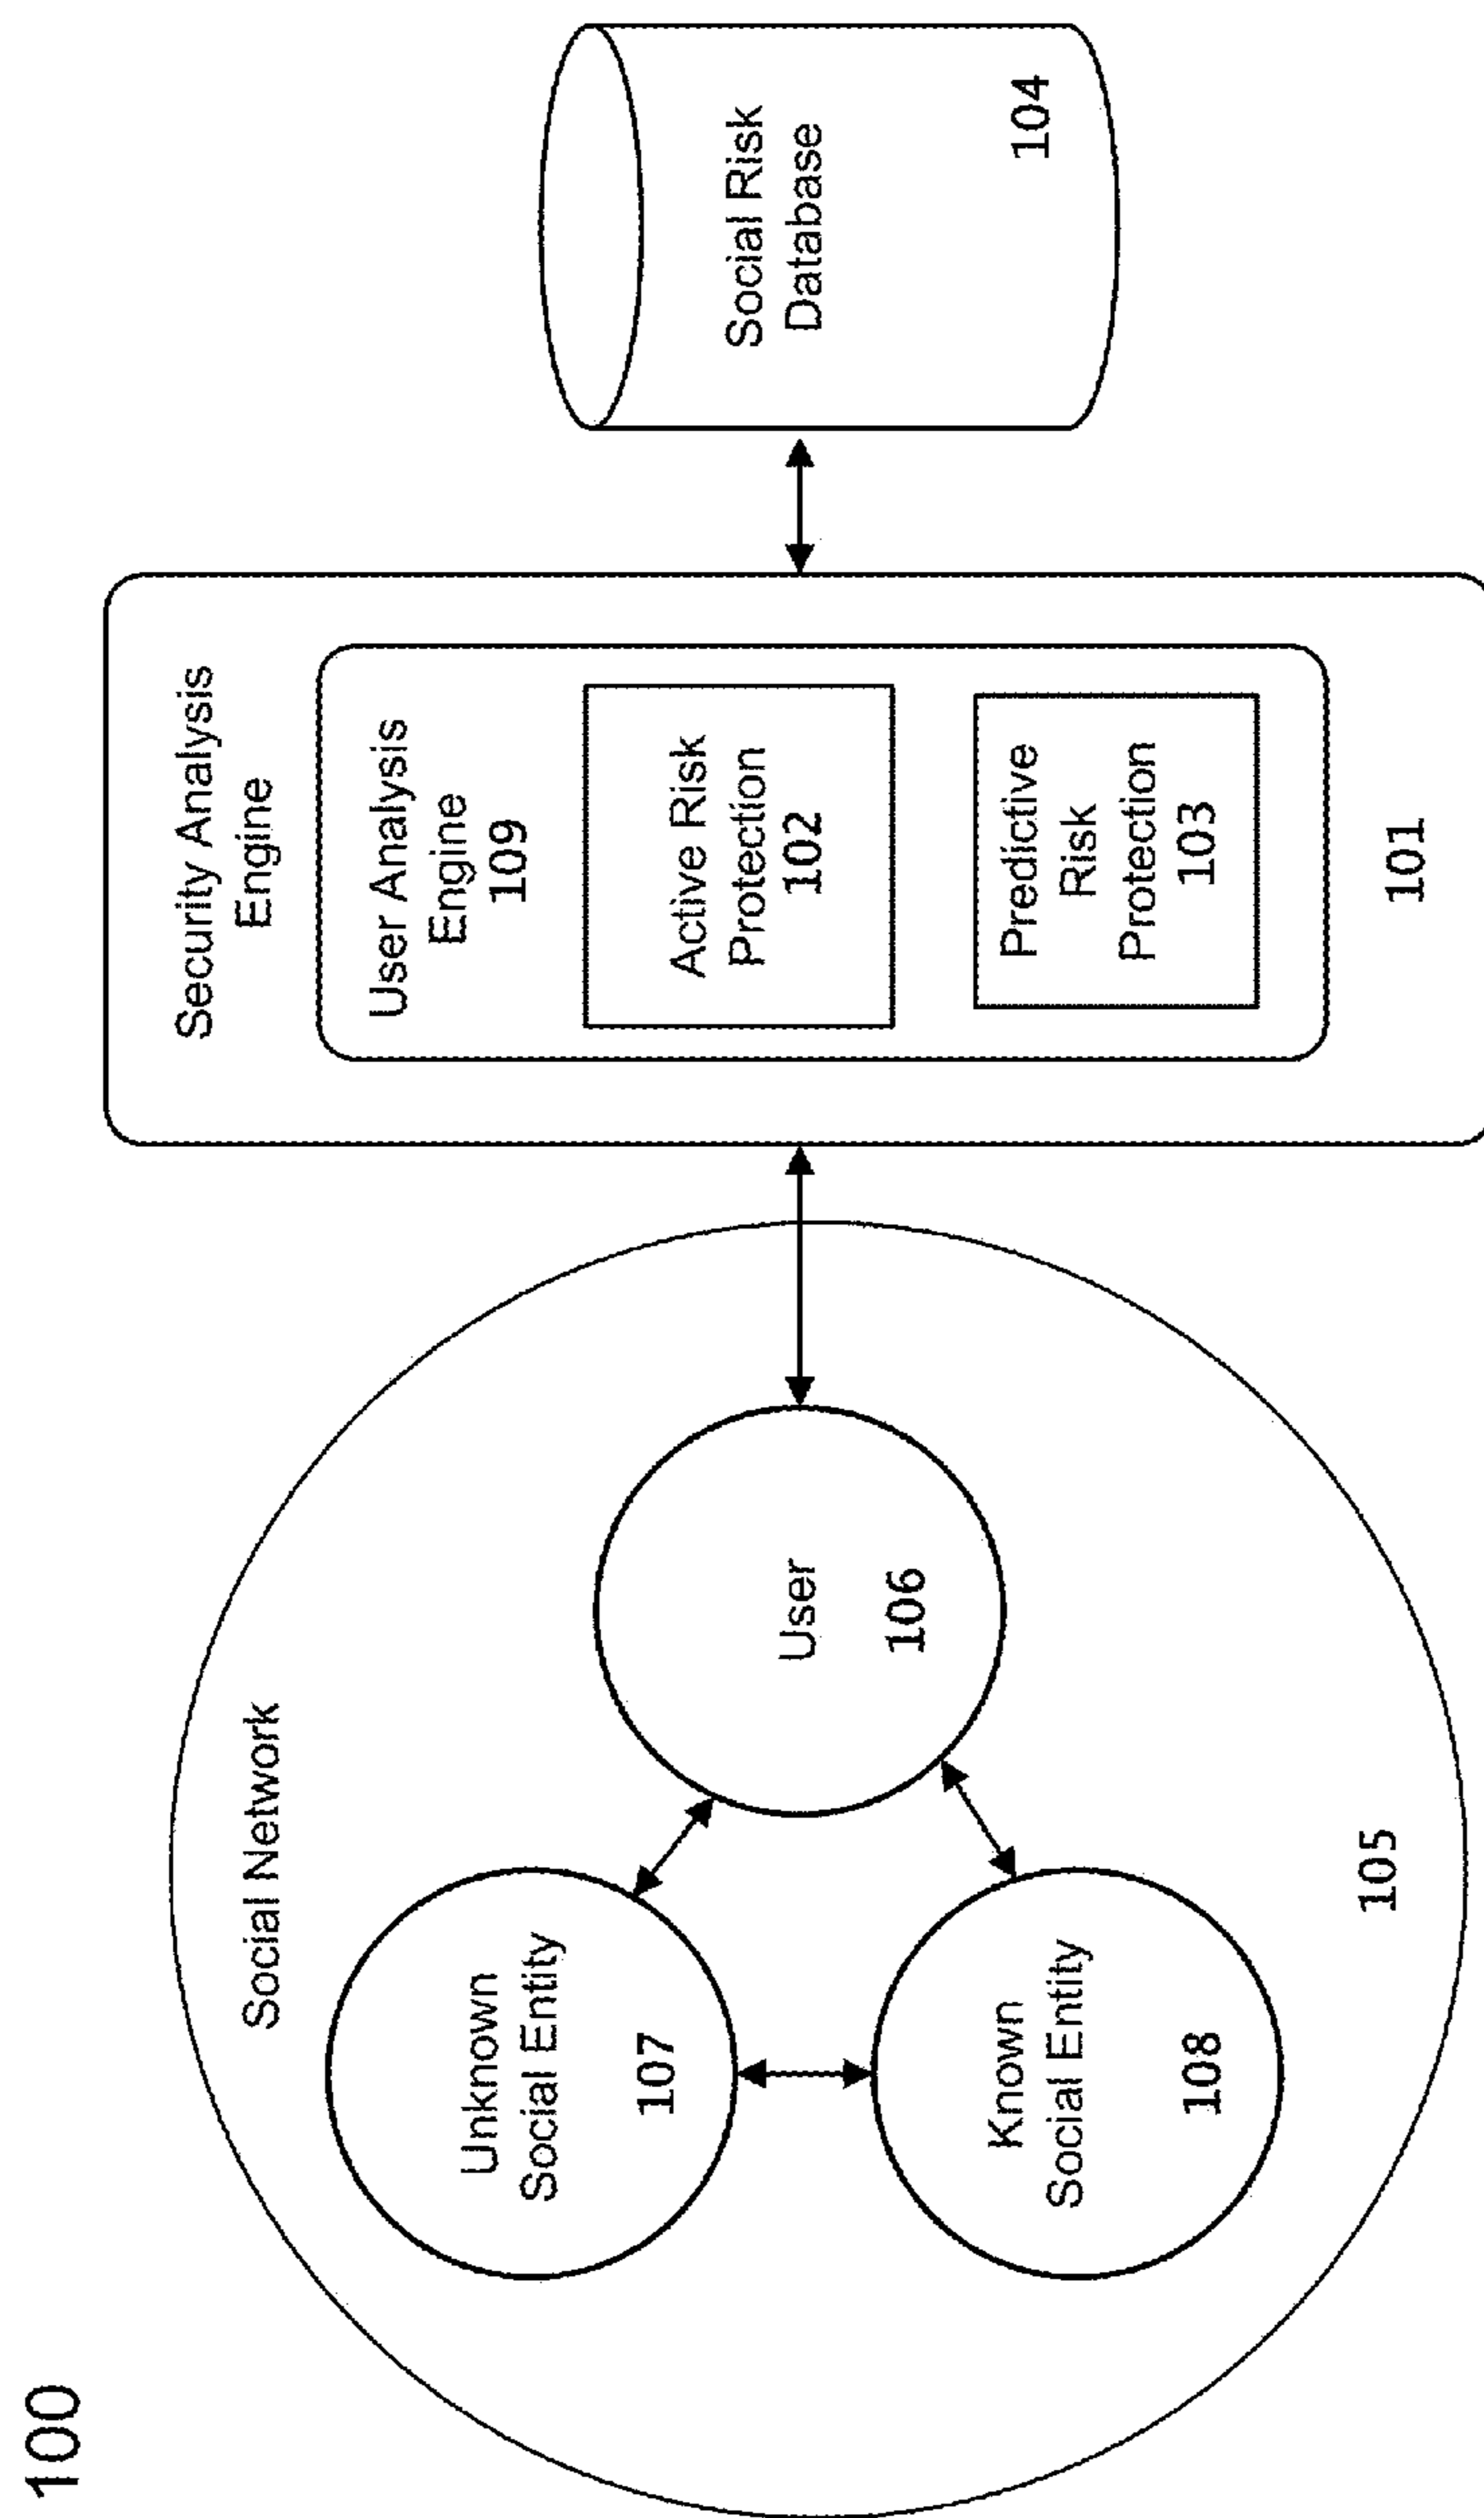 100
Social Network
Unknown
Social Entity
107
Known
Social Entity
108
User
106
105
Security Analysis
Engine
User Analysis
Engine
109
Active Risk
Protection
102
Predictive
Risk
Protection
103
101
Social Risk
Database
104